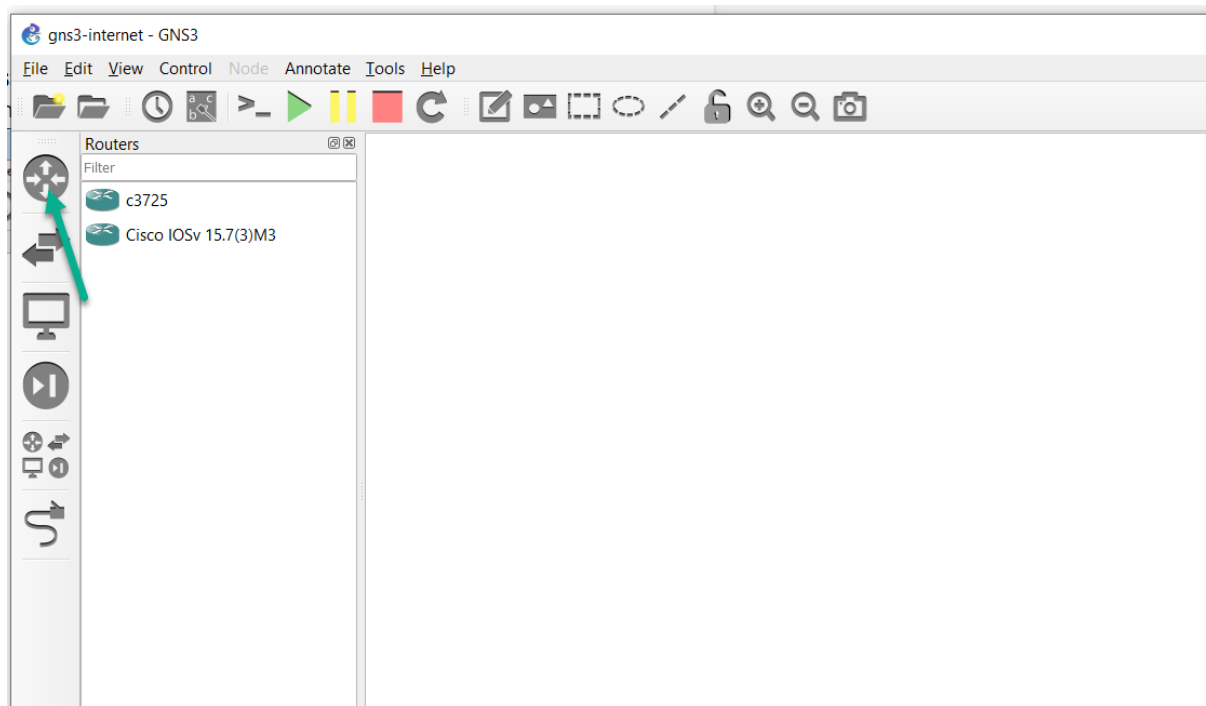 gns3-internet - GNS3
File Edit View Control Node Annotate Tools Help
Routers
Filter
c3725
Cisco IOSv 15.7(3)M3